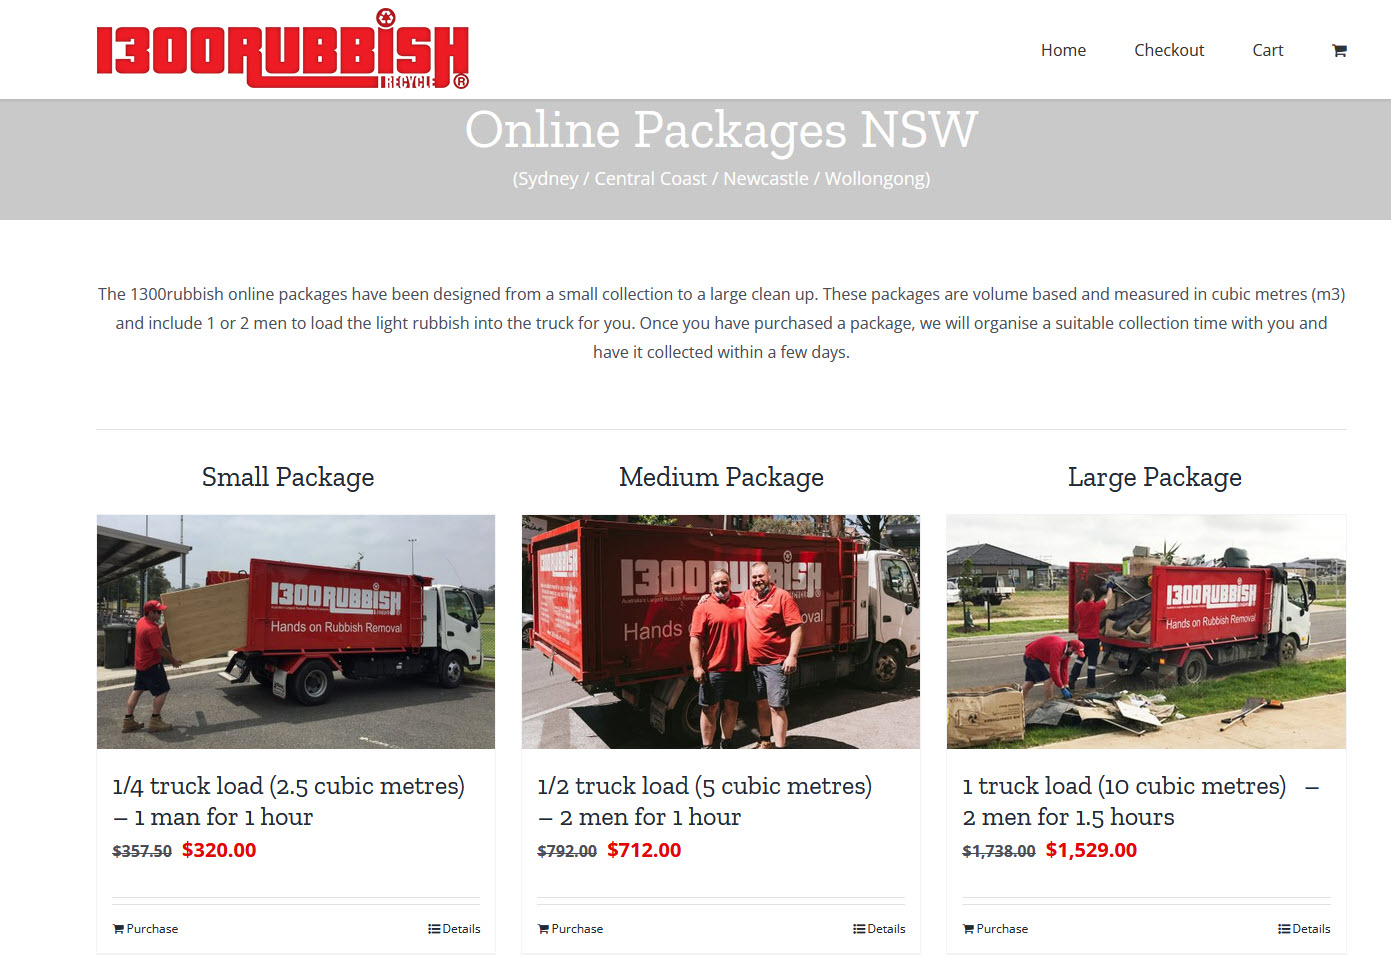 1300RUBBISH
RECYCLE ®
Home Checkout Cart
Online Packages NSW
(Sydney / Central Coast / Newcastle / Wollongong)
The 1300rubbish online packages have been designed from a small collection to a large clean up. These packages are volume based and measured in cubic metres (m3)
and include 1 or 2 men to load the light rubbish into the truck for you. Once you have purchased a package, we will organise a suitable collection time with you and
have it collected within a few days.
Small Package
1300RUBBISH
Hands on Rubbish Removal
1/4 truck load (2.5 cubic metres)
– 1 man for 1 hour
$357.50 $320.00
Purchase Details
Medium Package
1300RUBBISH
1300RUBBISH
Hands oval
1/2 truck load (5 cubic metres)
– 2 men for 1 hour
$792.00 $712.00
Purchase Details
Large Package
1300RUBBISH
Hands on Rubbish Removal
1 truck load (10 cubic metres) –
2 men for 1.5 hours
$1,738.00 $1,529.00
Purchase Details